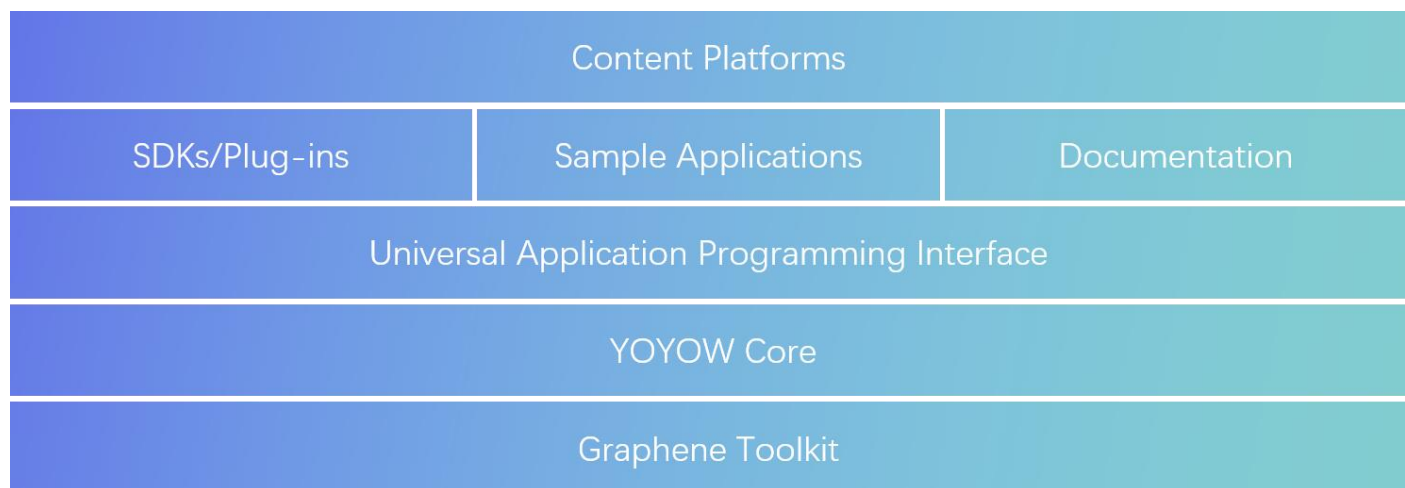 Content Platforms
SDKs/Plug-ins
Sample Applications
Documentation
Universal Application Programming Interface
YOYOW Core
Graphene Toolkit